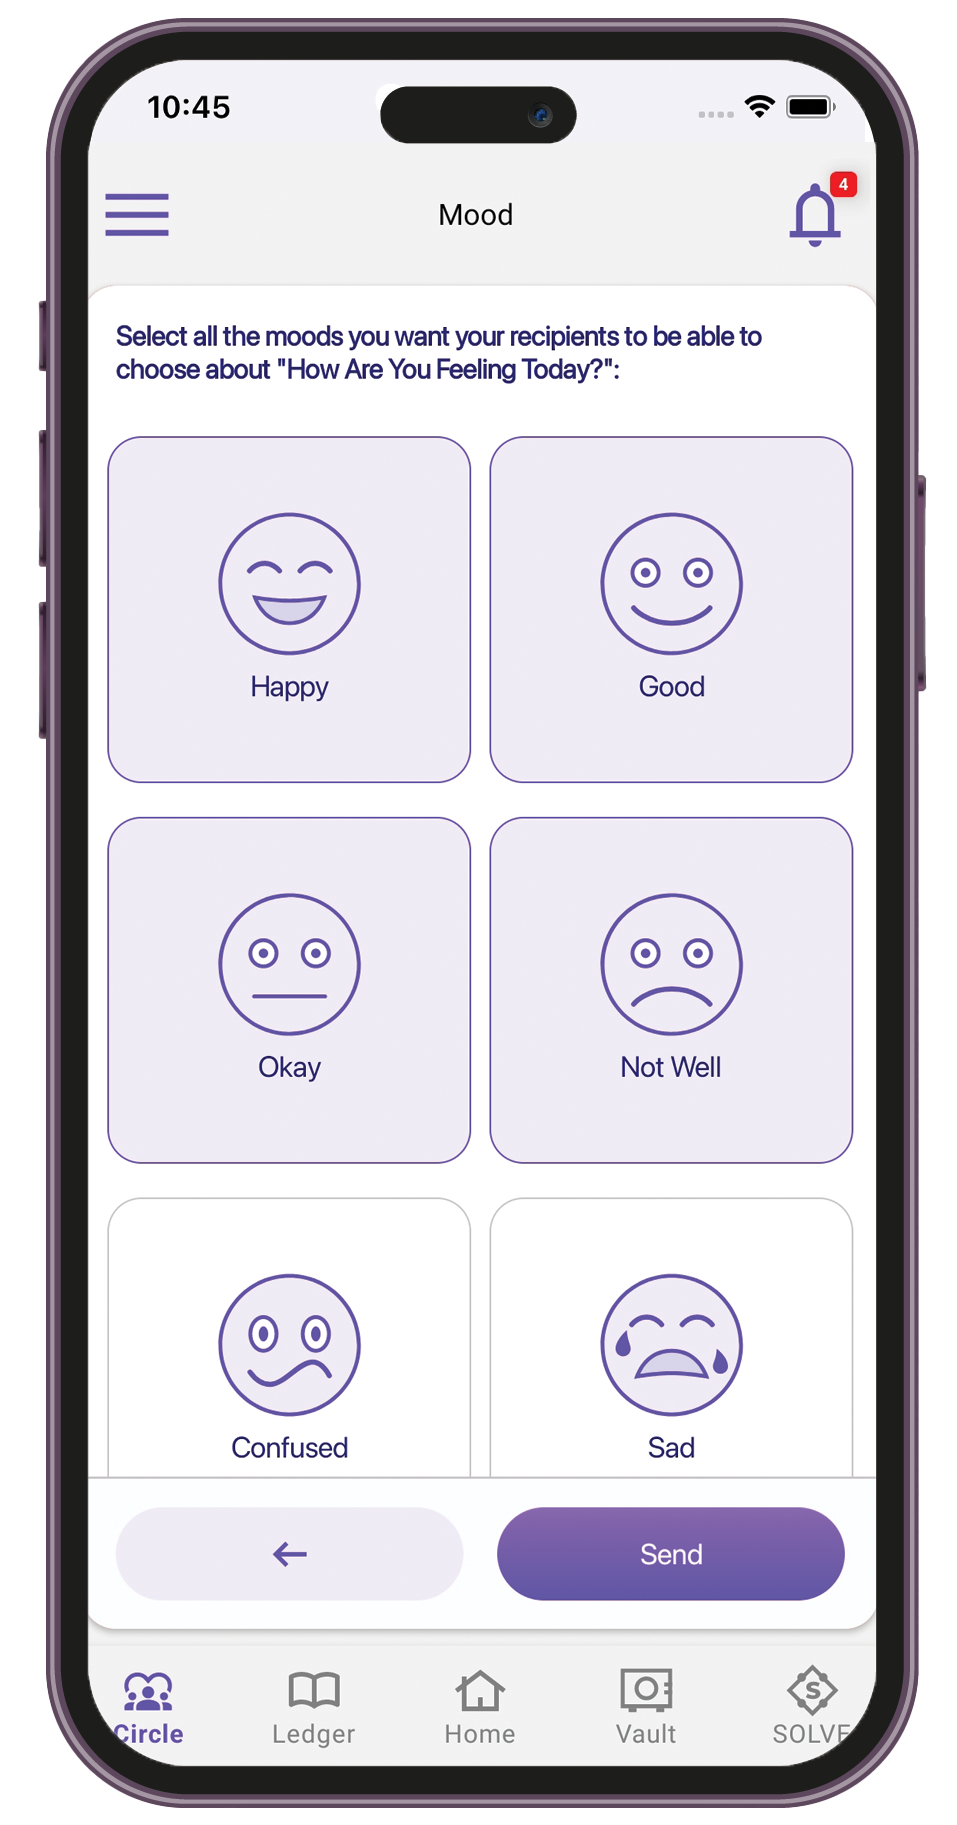 10:45
4
Mood
Select all the moods you want your recipients to be able to
choose about "How Are You Feeling Today?":
Happy
Good
Okay
Not Well
Confused
Sad
Send
S
Circle
Ledger
Home
Vault
SOLVE